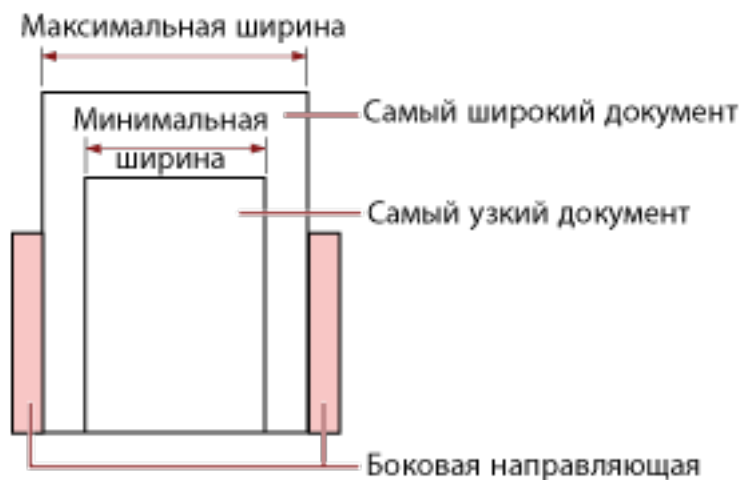 Максимальная ширина
Самый широкий документ
Минимальная
ширина
Самый узкий документ
Боковая направляющая